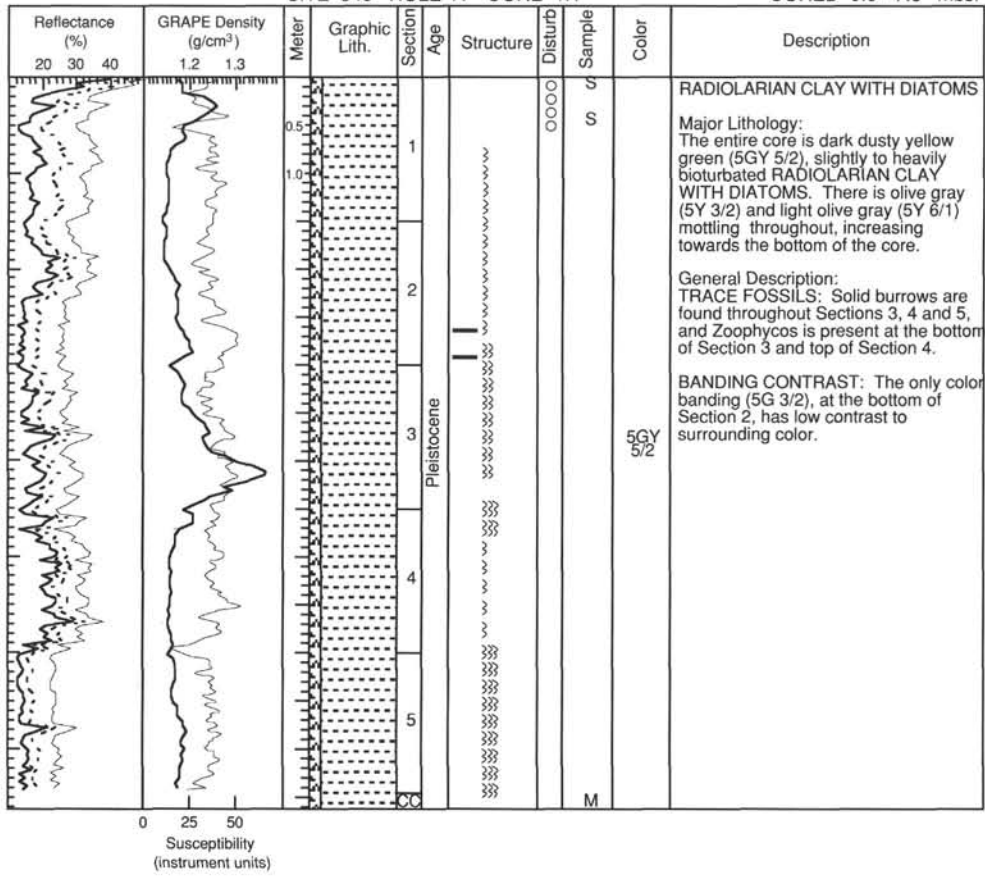 Reflectance
(%)
20 30 40
GRAPE Density
(g/cm³)
1.2 1.3
Meter
Graphic
Lith.
Section
Age
Structure
Disturb
Sample
Color
Description
0.5
1.0
1
2
3
4
5
CC
Pleistocene
S
S
M
5GY
5/2
RADIOLARIAN CLAY WITH DIATOMS
Major Lithology:
The entire core is dark dusty yellow
green (5GY 5/2), slightly to heavily
bioturbated RADIOLARIAN CLAY
WITH DIATOMS. There is olive gray
(5Y 3/2) and light olive gray (5Y 6/1)
mottling throughout, increasing
towards the bottom of the core.
General Description:
TRACE FOSSILS: Solid burrows are
found throughout Sections 3, 4 and 5,
and Zoophycos is present at the bottom
of Section 3 and top of Section 4.
BANDING CONTRAST: The only color
banding (5G 3/2), at the bottom of
Section 2, has low contrast to
surrounding color.
0 25 50
Susceptibility
(instrument units)